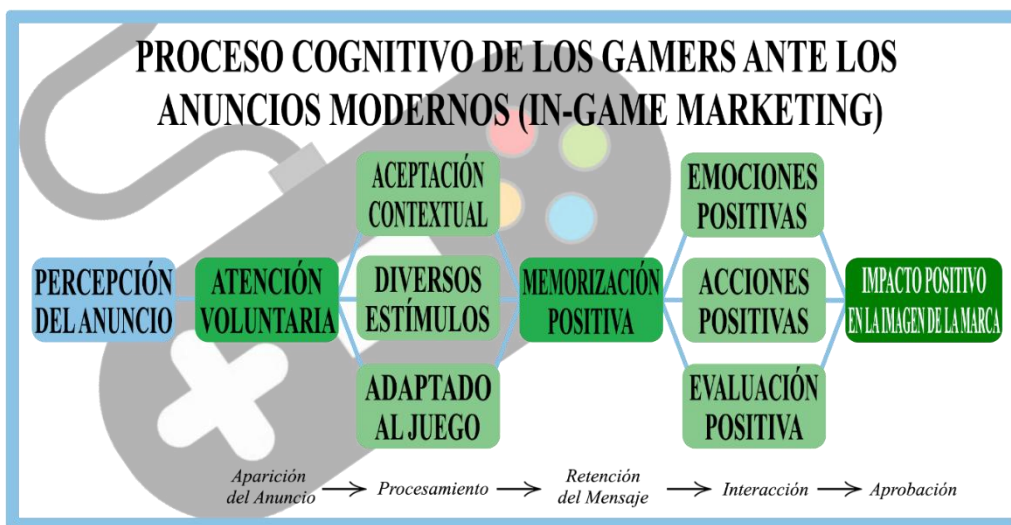 PROCESO COGNITIVO DE LOS GAMERS ANTE LOS
ANUNCIOS MODERNOS (IN-GAME MARKETING)
PERCEPCIÓN
DEL ANUNCIO
ATENCIÓN
VOLUNTARIA
ACEPTACIÓN
CONTEXTUAL
DIVERSOS
ESTÍMULOS
ADAPTADO
AL JUEGO
MEMORIZACIÓN
POSITIVA
EMOCIONES
POSITIVAS
ACCIONES
POSITIVAS
EVALUACIÓN
POSITIVA
IMPACTO POSITIVO
EN LA IMAGEN DE LA MARCA
Aparición
del Anuncio
Procesamiento
Retención
del Mensaje
Interacción
Aprobación